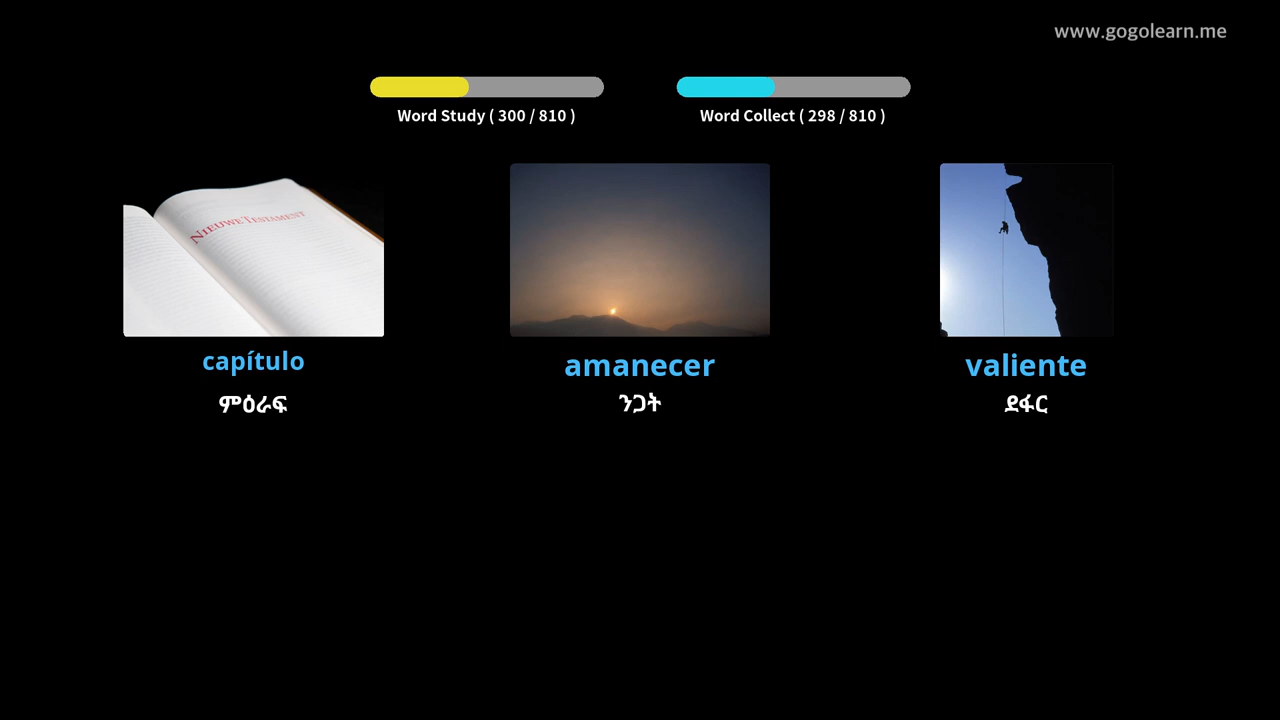 www.gogolearn.me
Word Study ( 300 / 810 )
Word Collect ( 298 / 810 )
NIEUWE TESTAMENT
capítulo
amanecer
valiente
ምዕራፍ
ንጋት
ደፋር